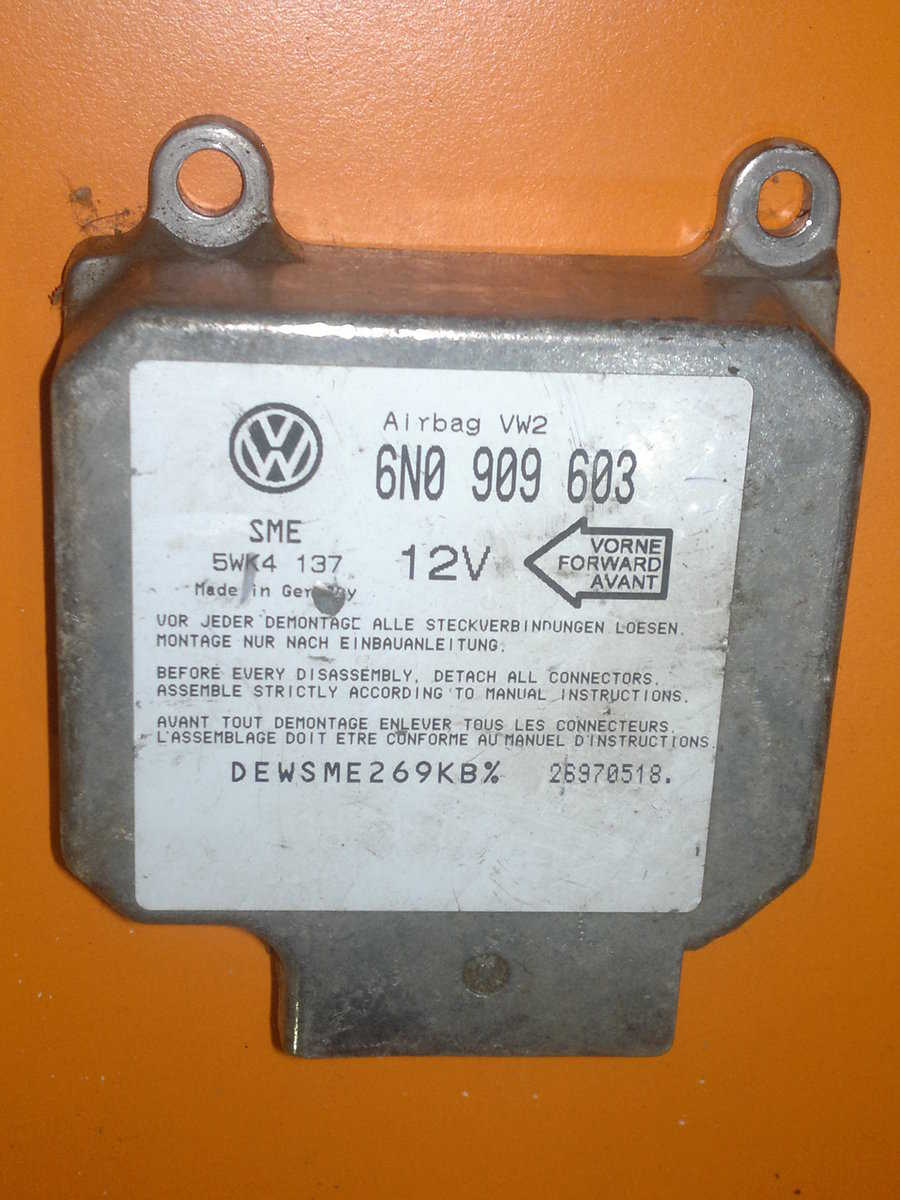 Airbag VW2
6N0 909 603
SME
5WK4 137
Made in Germany
12V
VORNE
FORWARD
AVANT
VOR JEDER DEMONTAGE ALLE STECKVERBINDUNGEN LOESEN.
MONTAGE NUR NACH EINBAUANLEITUNG.
BEFORE EVERY DISASSEMBLY, DETACH ALL CONNECTORS.
ASSEMBLE STRICTLY ACCORDING TO MANUAL INSTRUCTIONS.
AVANT TOUT DEMONTAGE ENLEVER TOUS LES CONNECTEURS.
L'ASSEMBLAGE DOIT ETRE CONFORME AU MANUEL D'INSTRUCTIONS.
DEWSME269KB% 26970518.